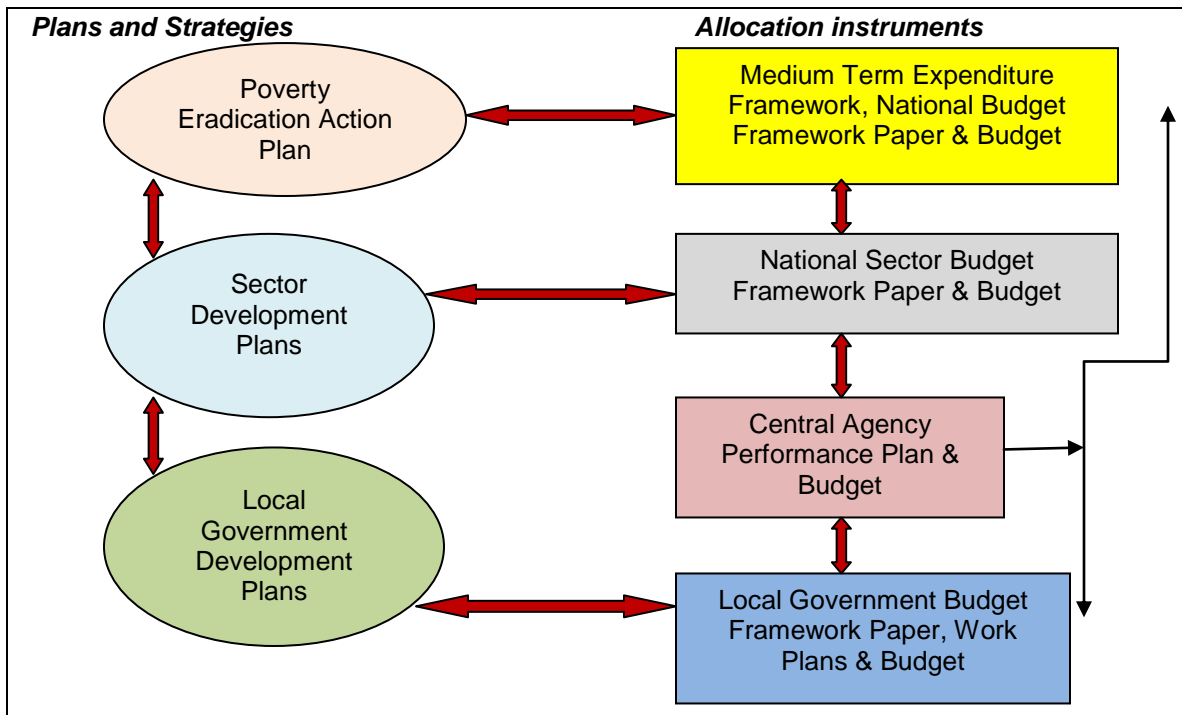 Plans and Strategies
Allocation instruments
Poverty
Eradication Action
Plan
Medium Term Expenditure
Framework, National Budget
Framework Paper & Budget
Sector
Development
Plans
National Sector Budget
Framework Paper & Budget
Central Agency
Performance Plan &
Budget
Local
Government
Development
Plans
Local Government Budget
Framework Paper, Work
Plans & Budget